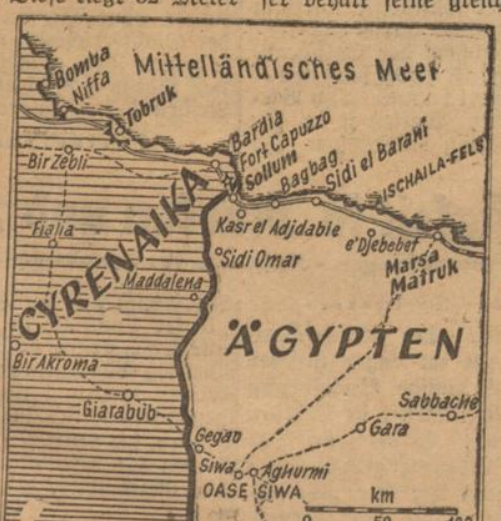 Mittelländisches Meer
Bomba
Niffa
Tobruk
Bardia
Fort Capuzzo
Sollum
Bagbag
Sidi el Barani
ISCHAILA-FELS
Bir Zebli
Kasr el Adjdabie
e'Djebebet
Marsa
Matruk
Fialia
Sidi Omar
CYRENAIKA
Maddalena
ÄGYPTEN
Bir Akroma
Giarabub
Sabbache
Gara
Gegab
Siwa
Aghurmi
OASE SIWA
km